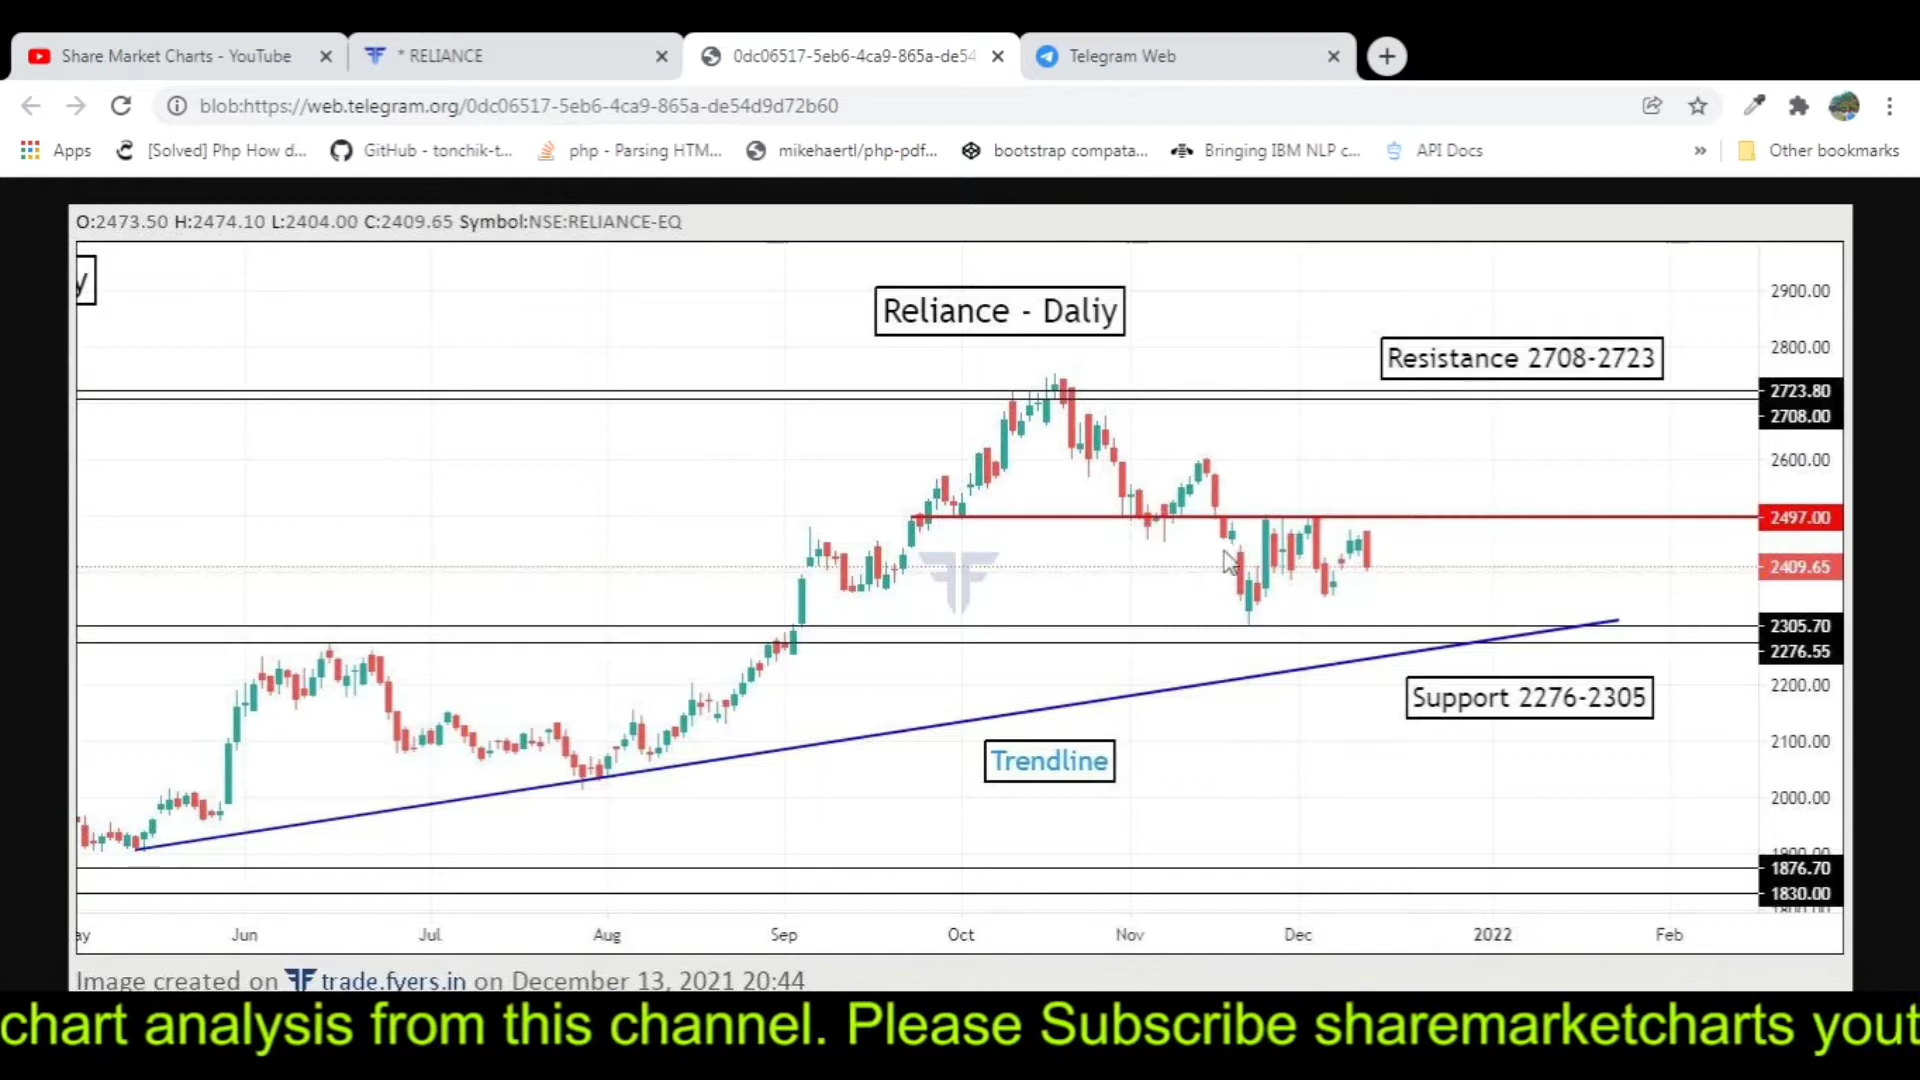 Share Market Charts - YouTube
* RELIANCE
0dc06517-5eb6-4ca9-865a-de54
Telegram Web
blob:https://web.telegram.org/0dc06517-5eb6-4ca9-865a-de54d9d72b60
Apps
[Solved] Php How d...
GitHub - tonchik-t...
php - Parsing HTM...
mikehaertl/php-pdf...
bootstrap compata...
Bringing IBM NLP c...
API Docs
»
Other bookmarks
O:2473.50 H:2474.10 L:2404.00 C:2409.65 Symbol:NSE:RELIANCE-EQ
y
Reliance - Daliy
2900.00
2800.00
Resistance 2708-2723
2723.80
2708.00
2600.00
2497.00
2409.65
2305.70
2276.55
2200.00
Support 2276-2305
2100.00
Trendline
2000.00
1900.00
1876.70
1830.00
1800.00
ay
Jun
Jul
Aug
Sep
Oct
Nov
Dec
2022
Feb
Image created on trade.fyers.in on December 13, 2021 20:44
chart analysis from this channel. Please Subscribe sharemarketcharts yout